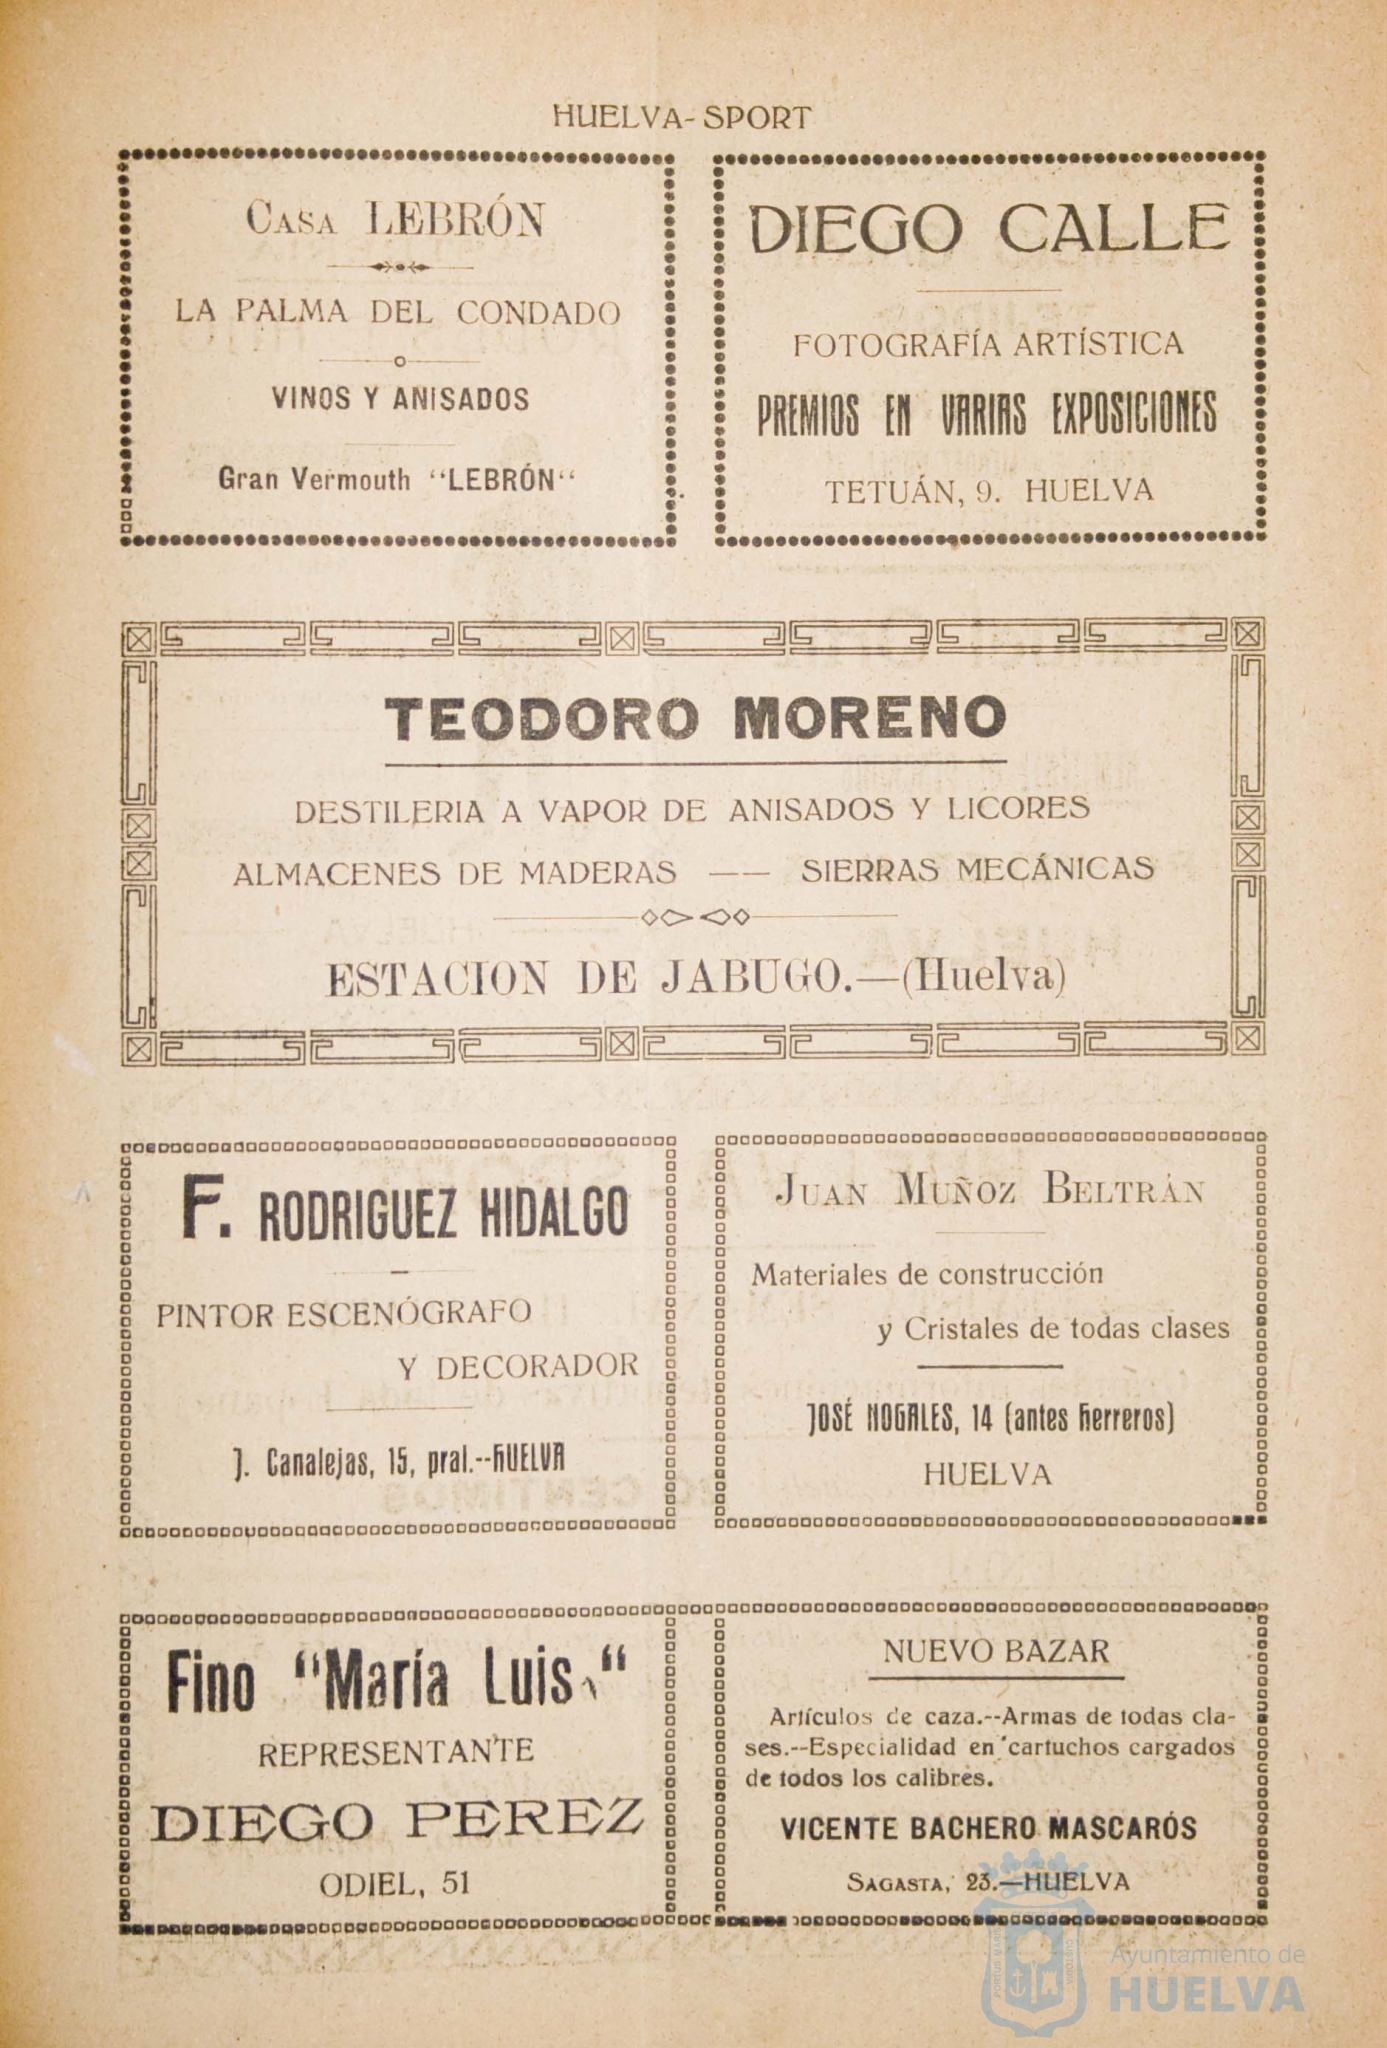 HUELVA-SPORT
CASA LEBRÓN
LA PALMA DEL CONDADO
VINOS Y ANISADOS
Gran Vermouth “LEBRÓN“
DIEGO CALLE
FOTOGRAFÍA ARTÍSTICA
PREMIOS EN VARIAS EXPOSICIONES
TETUÁN, 9. HUELVA
TEODORO MORENO
DESTILERIA A VAPOR DE ANISADOS Y LICORES
ALMACENES DE MADERAS —— SIERRAS MECÁNICAS
ESTACION DE JABUGO.—(Huelva)
F. RODRIGUEZ HIDALGO
PINTOR ESCENÓGRAFO
Y DECORADOR
J. Canalejas, 15, pral.--HUELVA
JUAN MUÑOZ BELTRÁN
Materiales de construcción
y Cristales de todas clases
JOSÉ NOGALES, 14 (antes Herreros)
HUELVA
Fino “María Luisa“
REPRESENTANTE
DIEGO PEREZ
ODIEL, 51
NUEVO BAZAR
Artículos de caza.--Armas de todas cla-
ses.--Especialidad en cartuchos cargados
de todos los calibres.
VICENTE BACHERO MASCARÓS
SAGASTA, 23.—HUELVA
Ayuntamiento de
HUELVA